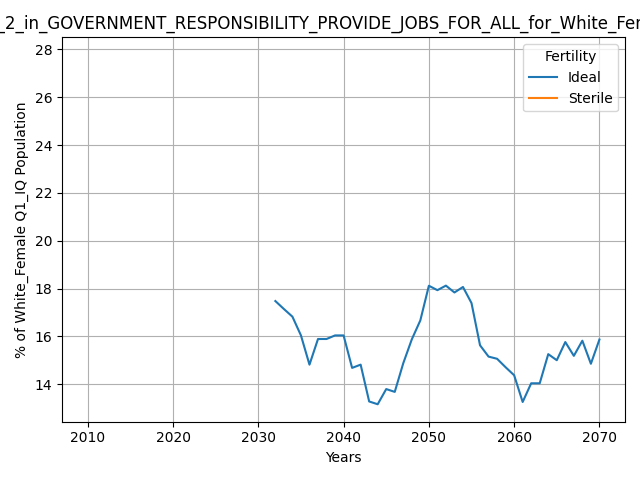 _2_in_GOVERNMENT_RESPONSIBILITY_PROVIDE_JOBS_FOR_ALL_for_White_Fe
Fertility
Ideal
Sterile
% of White_Female Q1_IQ Population
28
26
24
22
20
18
16
14
2010 2020 2030 2040 2050 2060 2070
Years